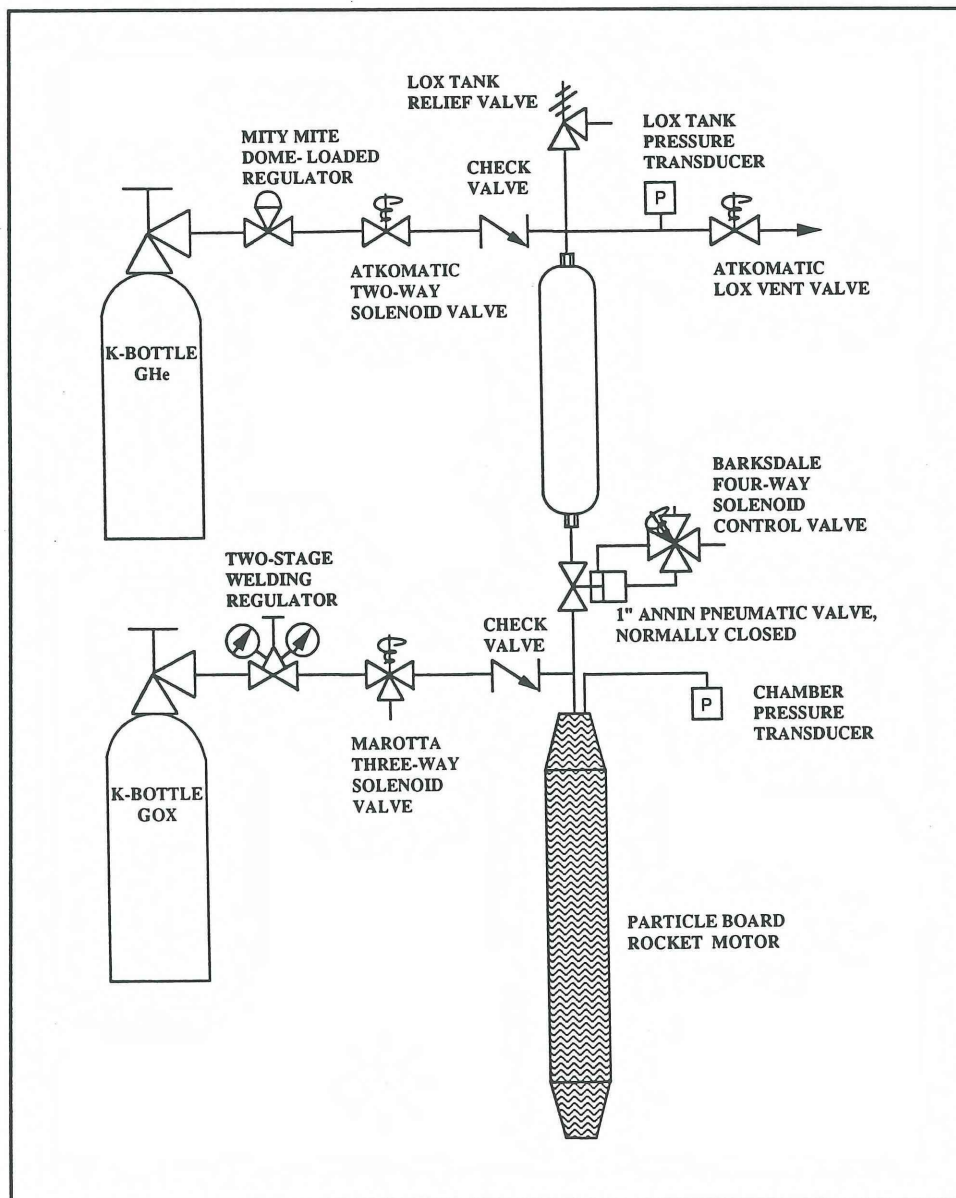 LOX TANK
RELIEF VALVE
LOX TANK
PRESSURE
TRANSDUCER
MITY MITE
DOME- LOADED
REGULATOR
CHECK
VALVE
P
ATKOMATIC
TWO-WAY
SOLENOID VALVE
ATKOMATIC
LOX VENT VALVE
K-BOTTLE
GHe
BARKSDALE
FOUR-WAY
SOLENOID
CONTROL VALVE
TWO-STAGE
WELDING
REGULATOR
1" ANNIN PNEUMATIC VALVE,
NORMALLY CLOSED
CHECK
VALVE
P
CHAMBER
PRESSURE
TRANSDUCER
MAROTTA
THREE-WAY
SOLENOID
VALVE
K-BOTTLE
GOX
PARTICLE BOARD
ROCKET MOTOR